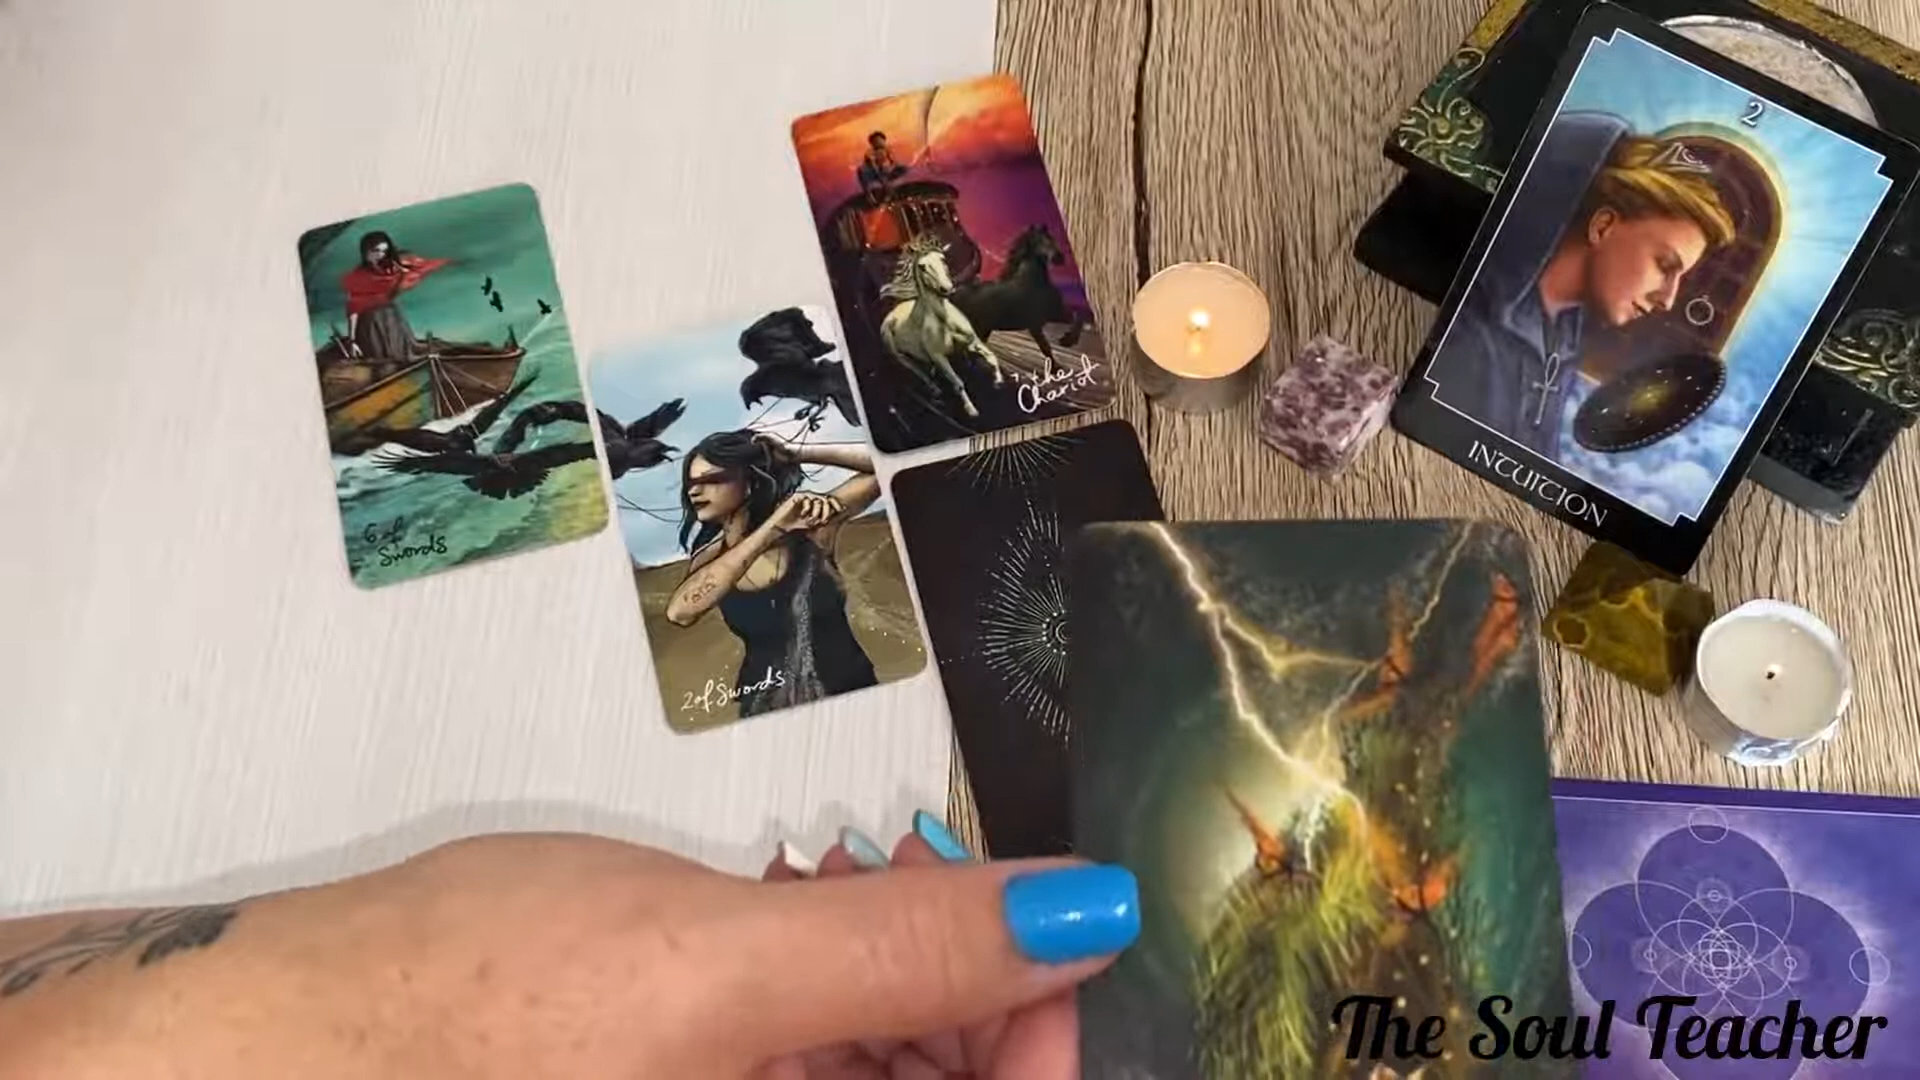 6 of
Swords
2 of Swords
7. the
Chariot
2
INTUITION
The Soul Teacher